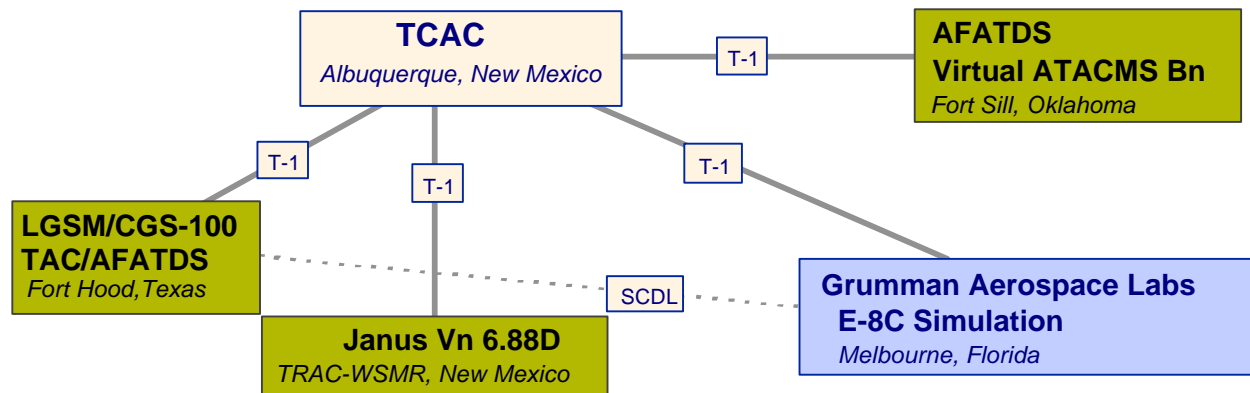 TCAC
Albuquerque, New Mexico
T-1
AFATDS
Virtual ATACMS Bn
Fort Sill, Oklahoma
T-1
T-1
T-1
LGSM/CGS-100
TAC/AFATDS
Fort Hood,Texas
SCDL
Grumman Aerospace Labs
E-8C Simulation
Melbourne, Florida
Janus Vn 6.88D
TRAC-WSMR, New Mexico